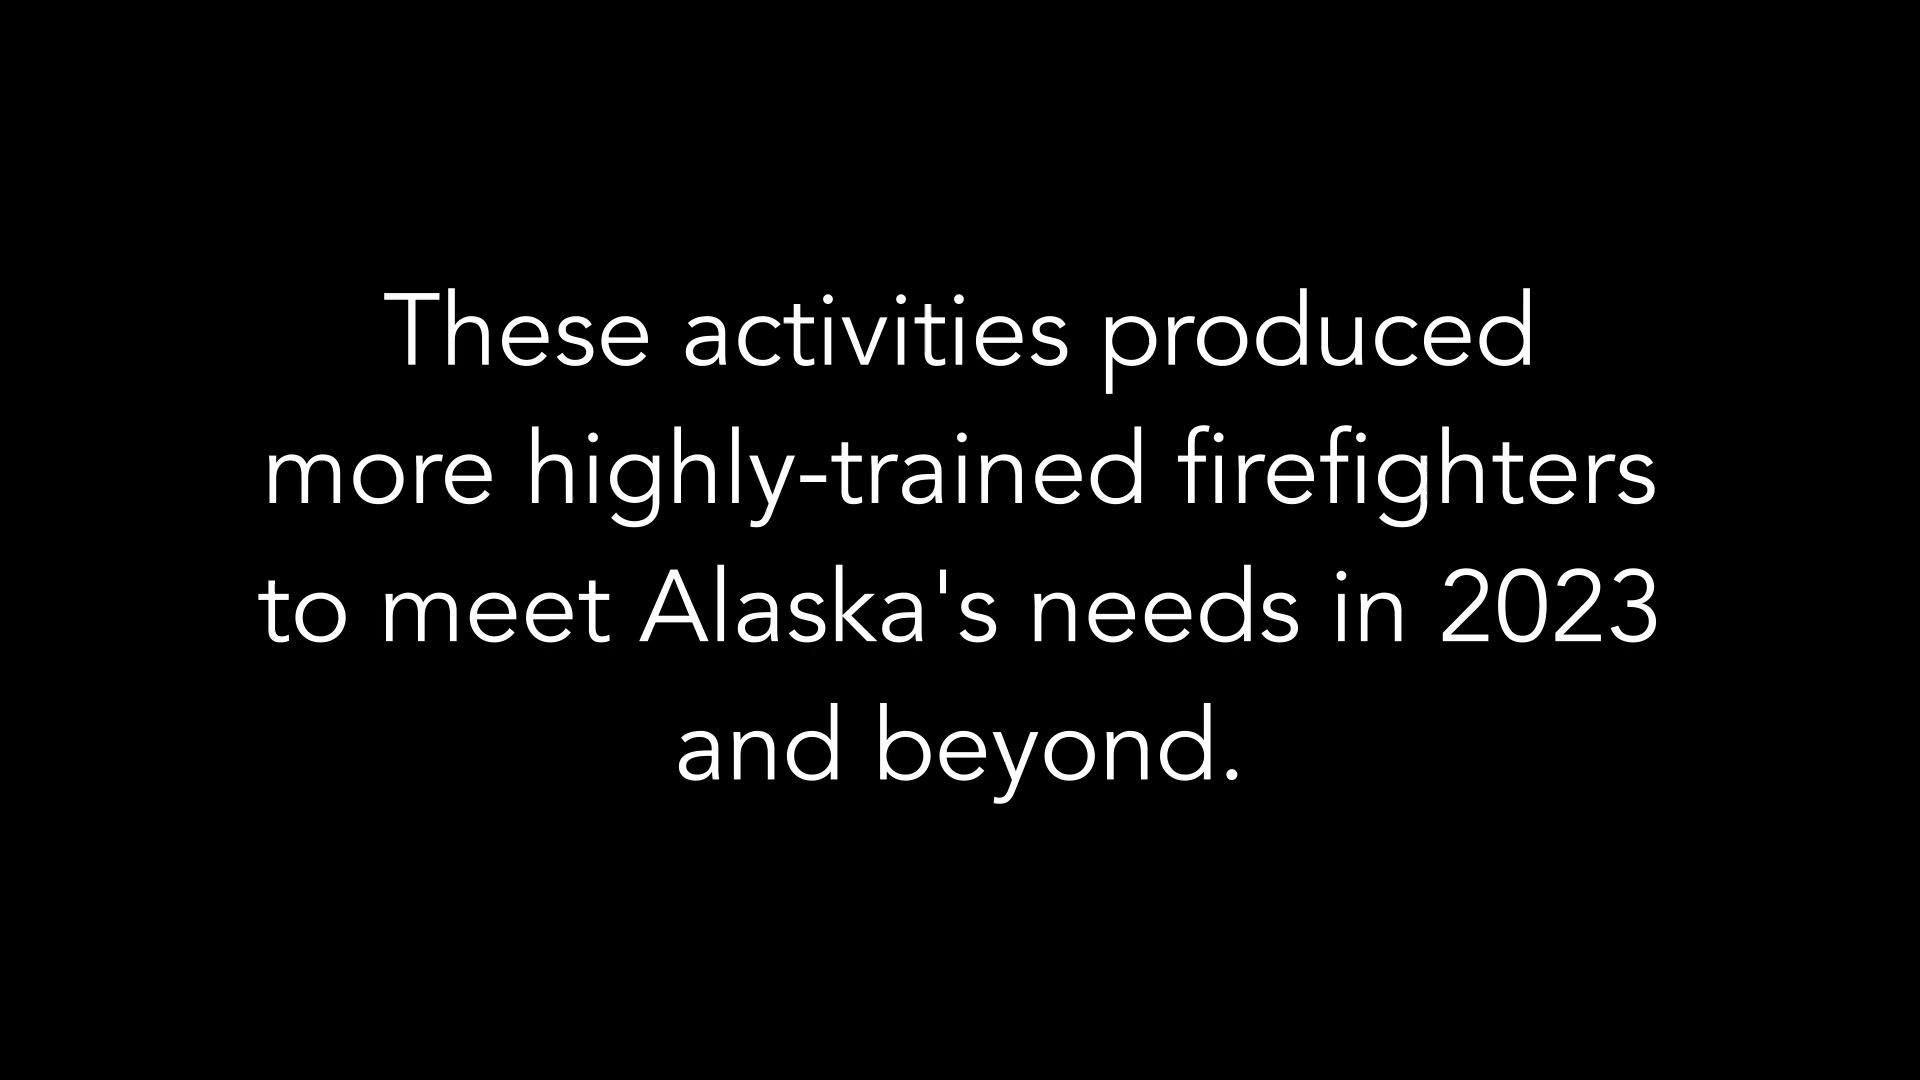 These activities produced
more highly-trained firefighters
to meet Alaska's needs in 2023
and beyond.